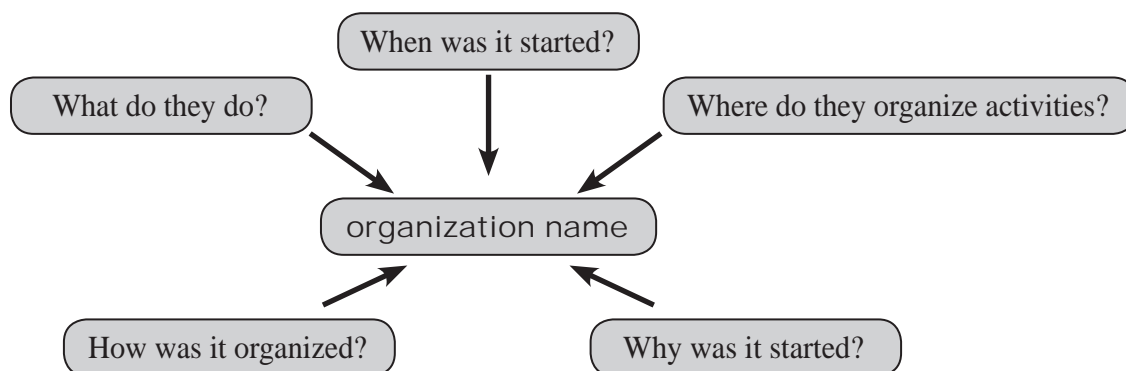 When was it started?
What do they do?
Where do they organize activities?
organization name
How was it organized?
Why was it started?